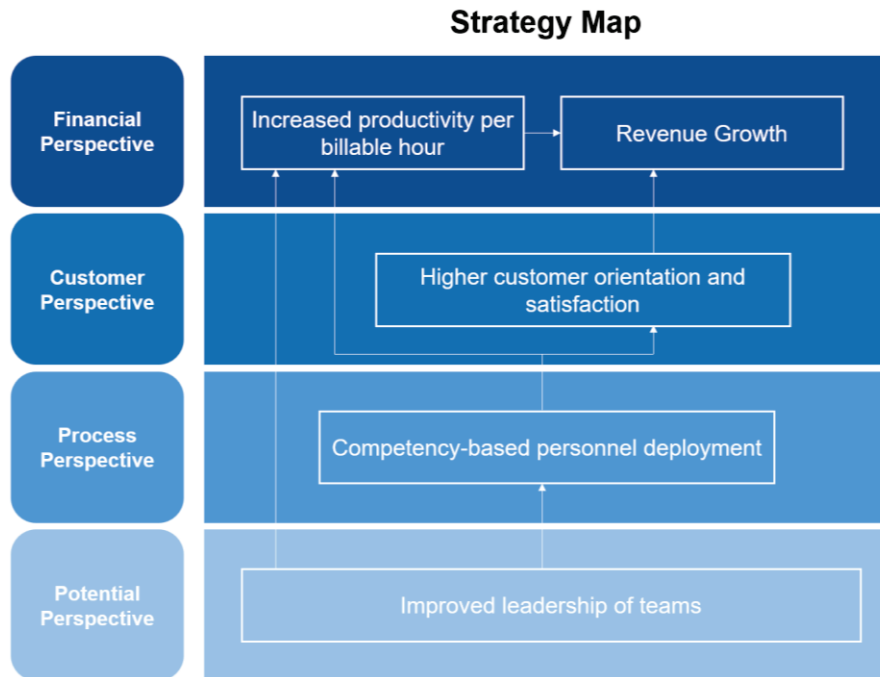 Strategy Map
Financial
Perspective
Increased productivity per
billable hour
Revenue Growth
Customer
Perspective
Higher customer orientation and
satisfaction
Process
Perspective
Competency-based personnel deployment
Potential
Perspective
Improved leadership of teams